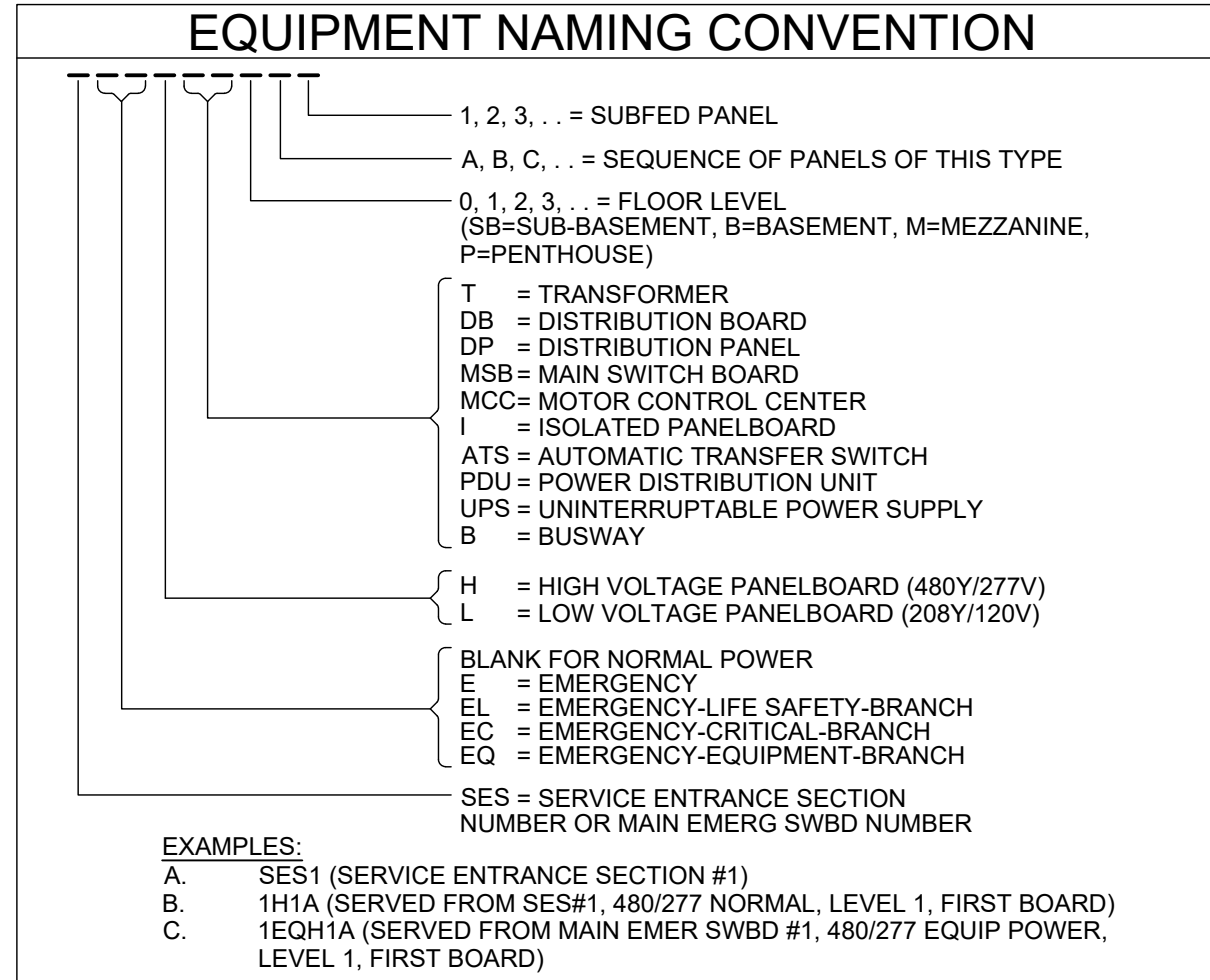 EQUIPMENT NAMING CONVENTION
1, 2, 3, . . = SUBFED PANEL
A, B, C, . . = SEQUENCE OF PANELS OF THIS TYPE
0, 1, 2, 3, . . = FLOOR LEVEL
(SB=SUB-BASEMENT, B=BASEMENT, M=MEZZANINE,
P=PENTHOUSE)
T = TRANSFORMER
DB = DISTRIBUTION BOARD
DP = DISTRIBUTION PANEL
MSB = MAIN SWITCH BOARD
MCC= MOTOR CONTROL CENTER
I = ISOLATED PANELBOARD
ATS = AUTOMATIC TRANSFER SWITCH
PDU = POWER DISTRIBUTION UNIT
UPS = UNINTERRUPTABLE POWER SUPPLY
B = BUSWAY
H = HIGH VOLTAGE PANELBOARD (480Y/277V)
L = LOW VOLTAGE PANELBOARD (208Y/120V)
BLANK FOR NORMAL POWER
E = EMERGENCY
EL = EMERGENCY-LIFE SAFETY-BRANCH
EC = EMERGENCY-CRITICAL-BRANCH
EQ = EMERGENCY-EQUIPMENT-BRANCH
SES = SERVICE ENTRANCE SECTION
NUMBER OR MAIN EMERG SWBD NUMBER
EXAMPLES:
A. SES1 (SERVICE ENTRANCE SECTION #1)
B. 1H1A (SERVED FROM SES#1, 480/277 NORMAL, LEVEL 1, FIRST BOARD)
C. 1EQH1A (SERVED FROM MAIN EMER SWBD #1, 480/277 EQUIP POWER,
LEVEL 1, FIRST BOARD)